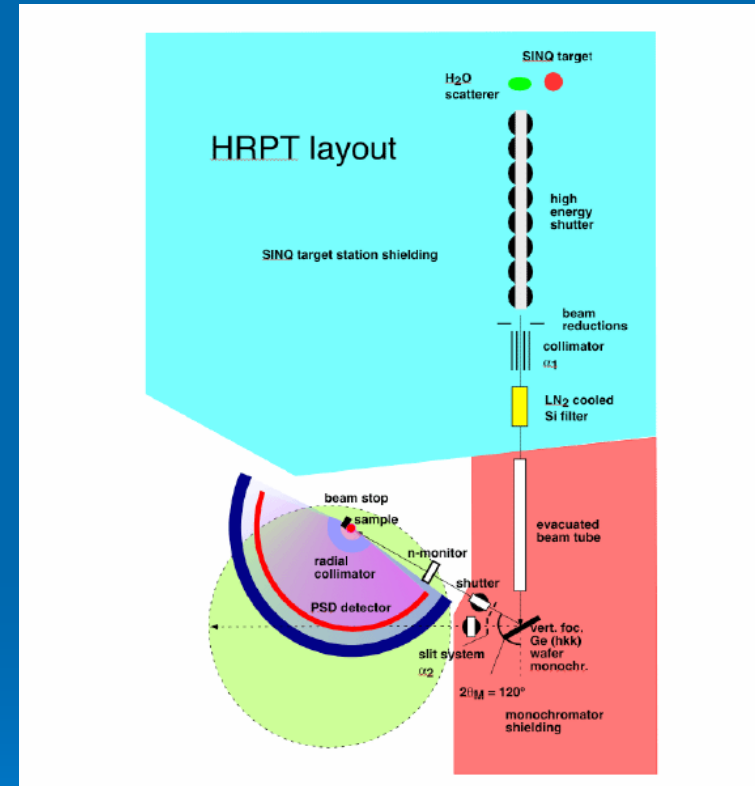 SINQ target
H2O
scatterer
HRPT layout
high
energy
shutter
SINQ target station shielding
beam
reductions
collimator
α1
LN2 cooled
Si filter
beam stop
sample
evacuated
beam tube
n-monitor
radial
collimator
shutter
PSD detector
vert. foc.
Ge (hkk)
wafer
monochr.
slit system
α2
2θM = 120°
monochromator
shielding